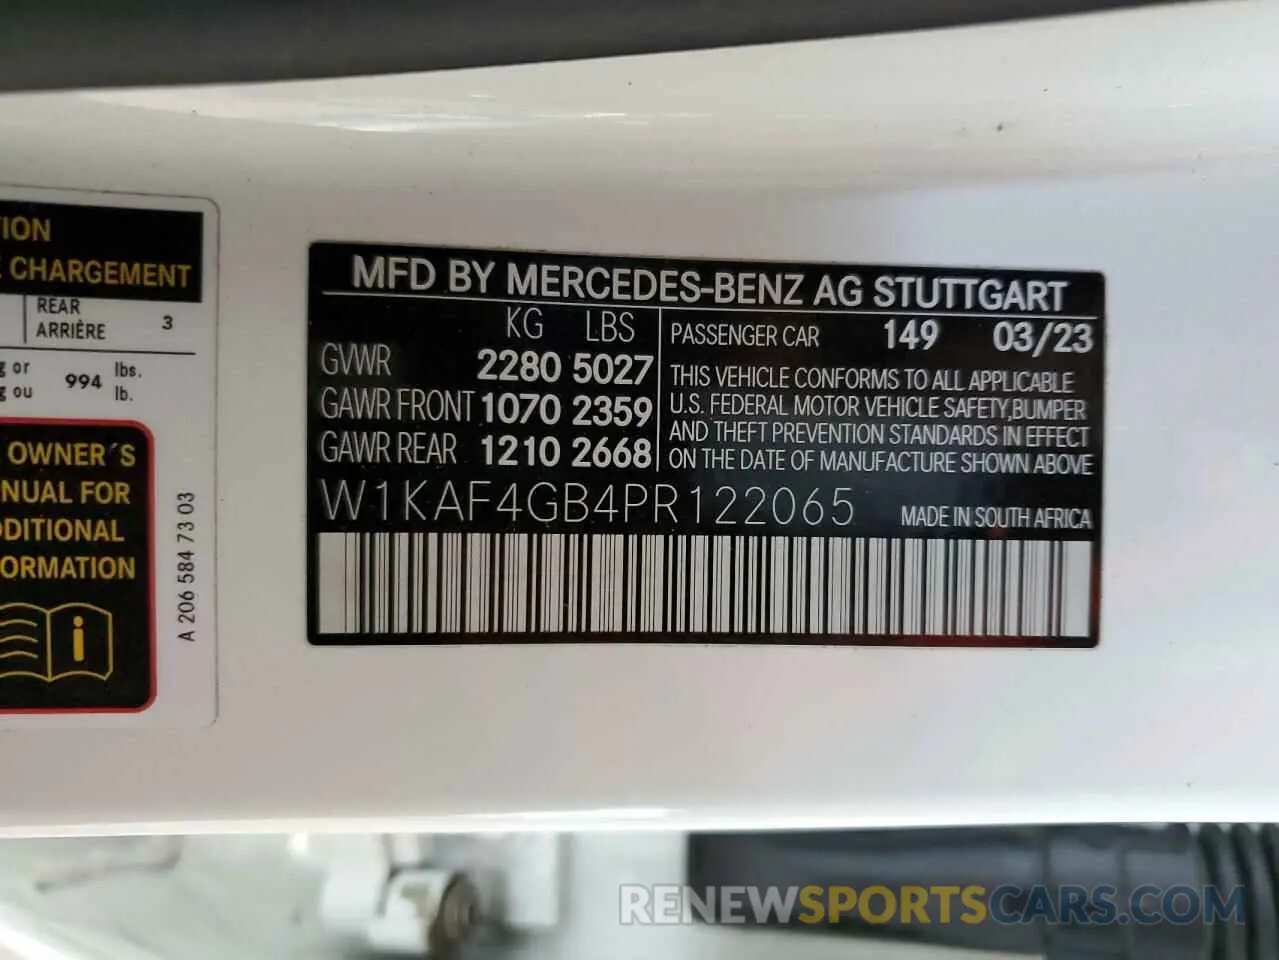 TION
E CHARGEMENT
REAR
ARRIÈRE 3
g or
g ou 994 lbs.
lb.
OWNER´S
NUAL FOR
DDITIONAL
ORMATION
i
A 206 584 73 03
MFD BY MERCEDES-BENZ AG STUTTGART
KG LBS
GVWR 2280 5027
GAWR FRONT 1070 2359
GAWR REAR 1210 2668
PASSENGER CAR 149 03/23
THIS VEHICLE CONFORMS TO ALL APPLICABLE
U.S. FEDERAL MOTOR VEHICLE SAFETY,BUMPER
AND THEFT PREVENTION STANDARDS IN EFFECT
ON THE DATE OF MANUFACTURE SHOWN ABOVE
W1KAF4GB4PR122065
MADE IN SOUTH AFRICA
RENEWSPORTSCARS.COM